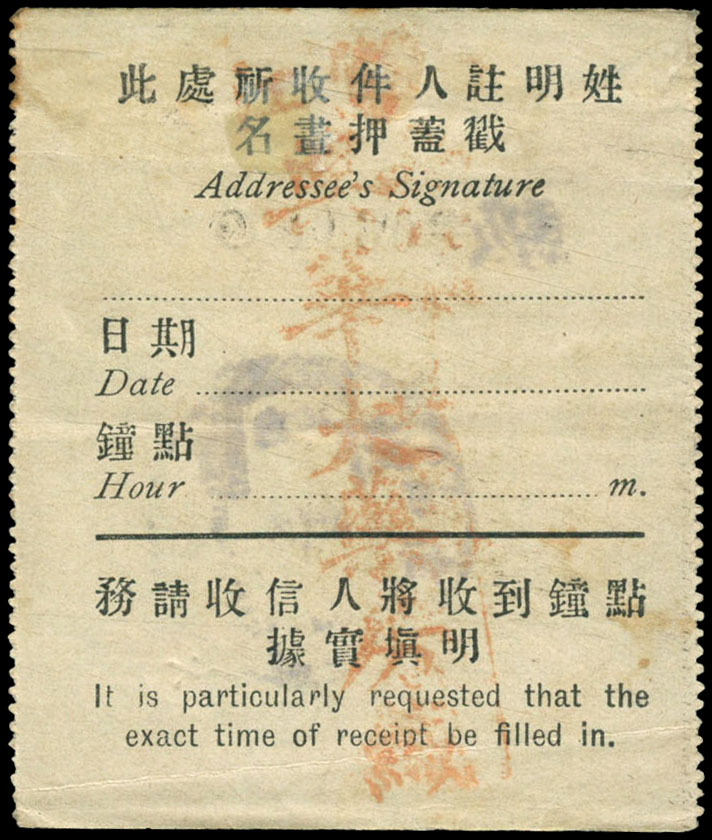 此處祈收件人註明姓
名畫押蓋戳
Addressee's Signature
日期
Date
鐘點
Hour m.
務請收信人將收到鐘點
據實塡明
It is particularly requested that the
exact time of receipt be filled in.